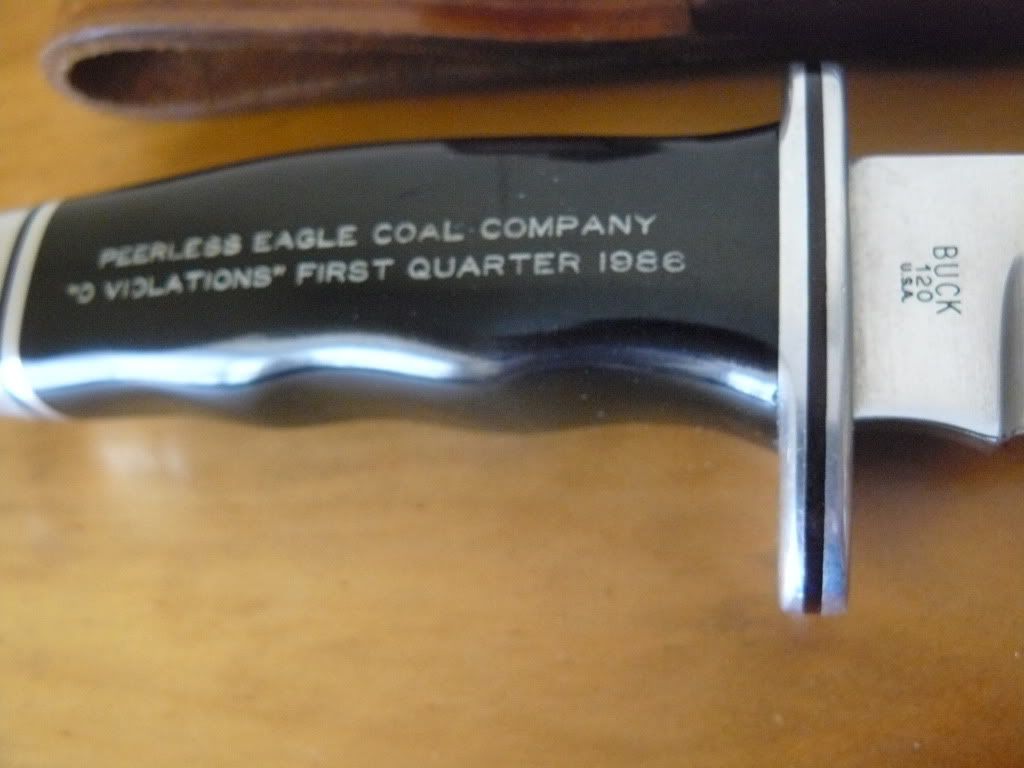 PEERLESS EAGLE COAL COMPANY
"0 VIOLATIONS" FIRST QUARTER 1986
BUCK
120
U.S.A.